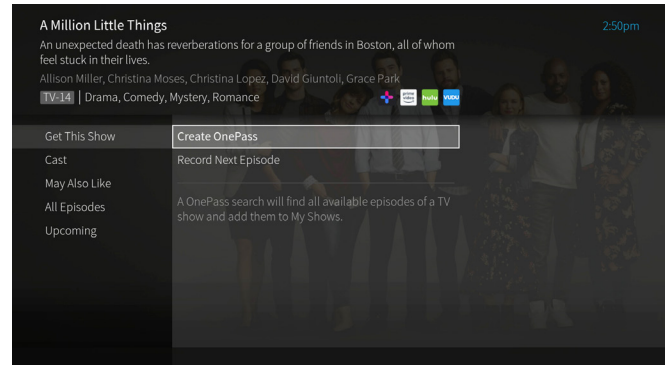 A Million Little Things
2:50pm
An unexpected death has reverberations for a group of friends in Boston, all of whom
feel stuck in their lives.
Allison Miller, Christina Moses, Christina Lopez, David Giuntoli, Grace Park
TV-14 | Drama, Comedy, Mystery, Romance
prime video hulu VUDU
Get This Show
Create OnePass
Cast
Record Next Episode
May Also Like
All Episodes
A OnePass search will find all available episodes of a TV
show and add them to My Shows.
Upcoming